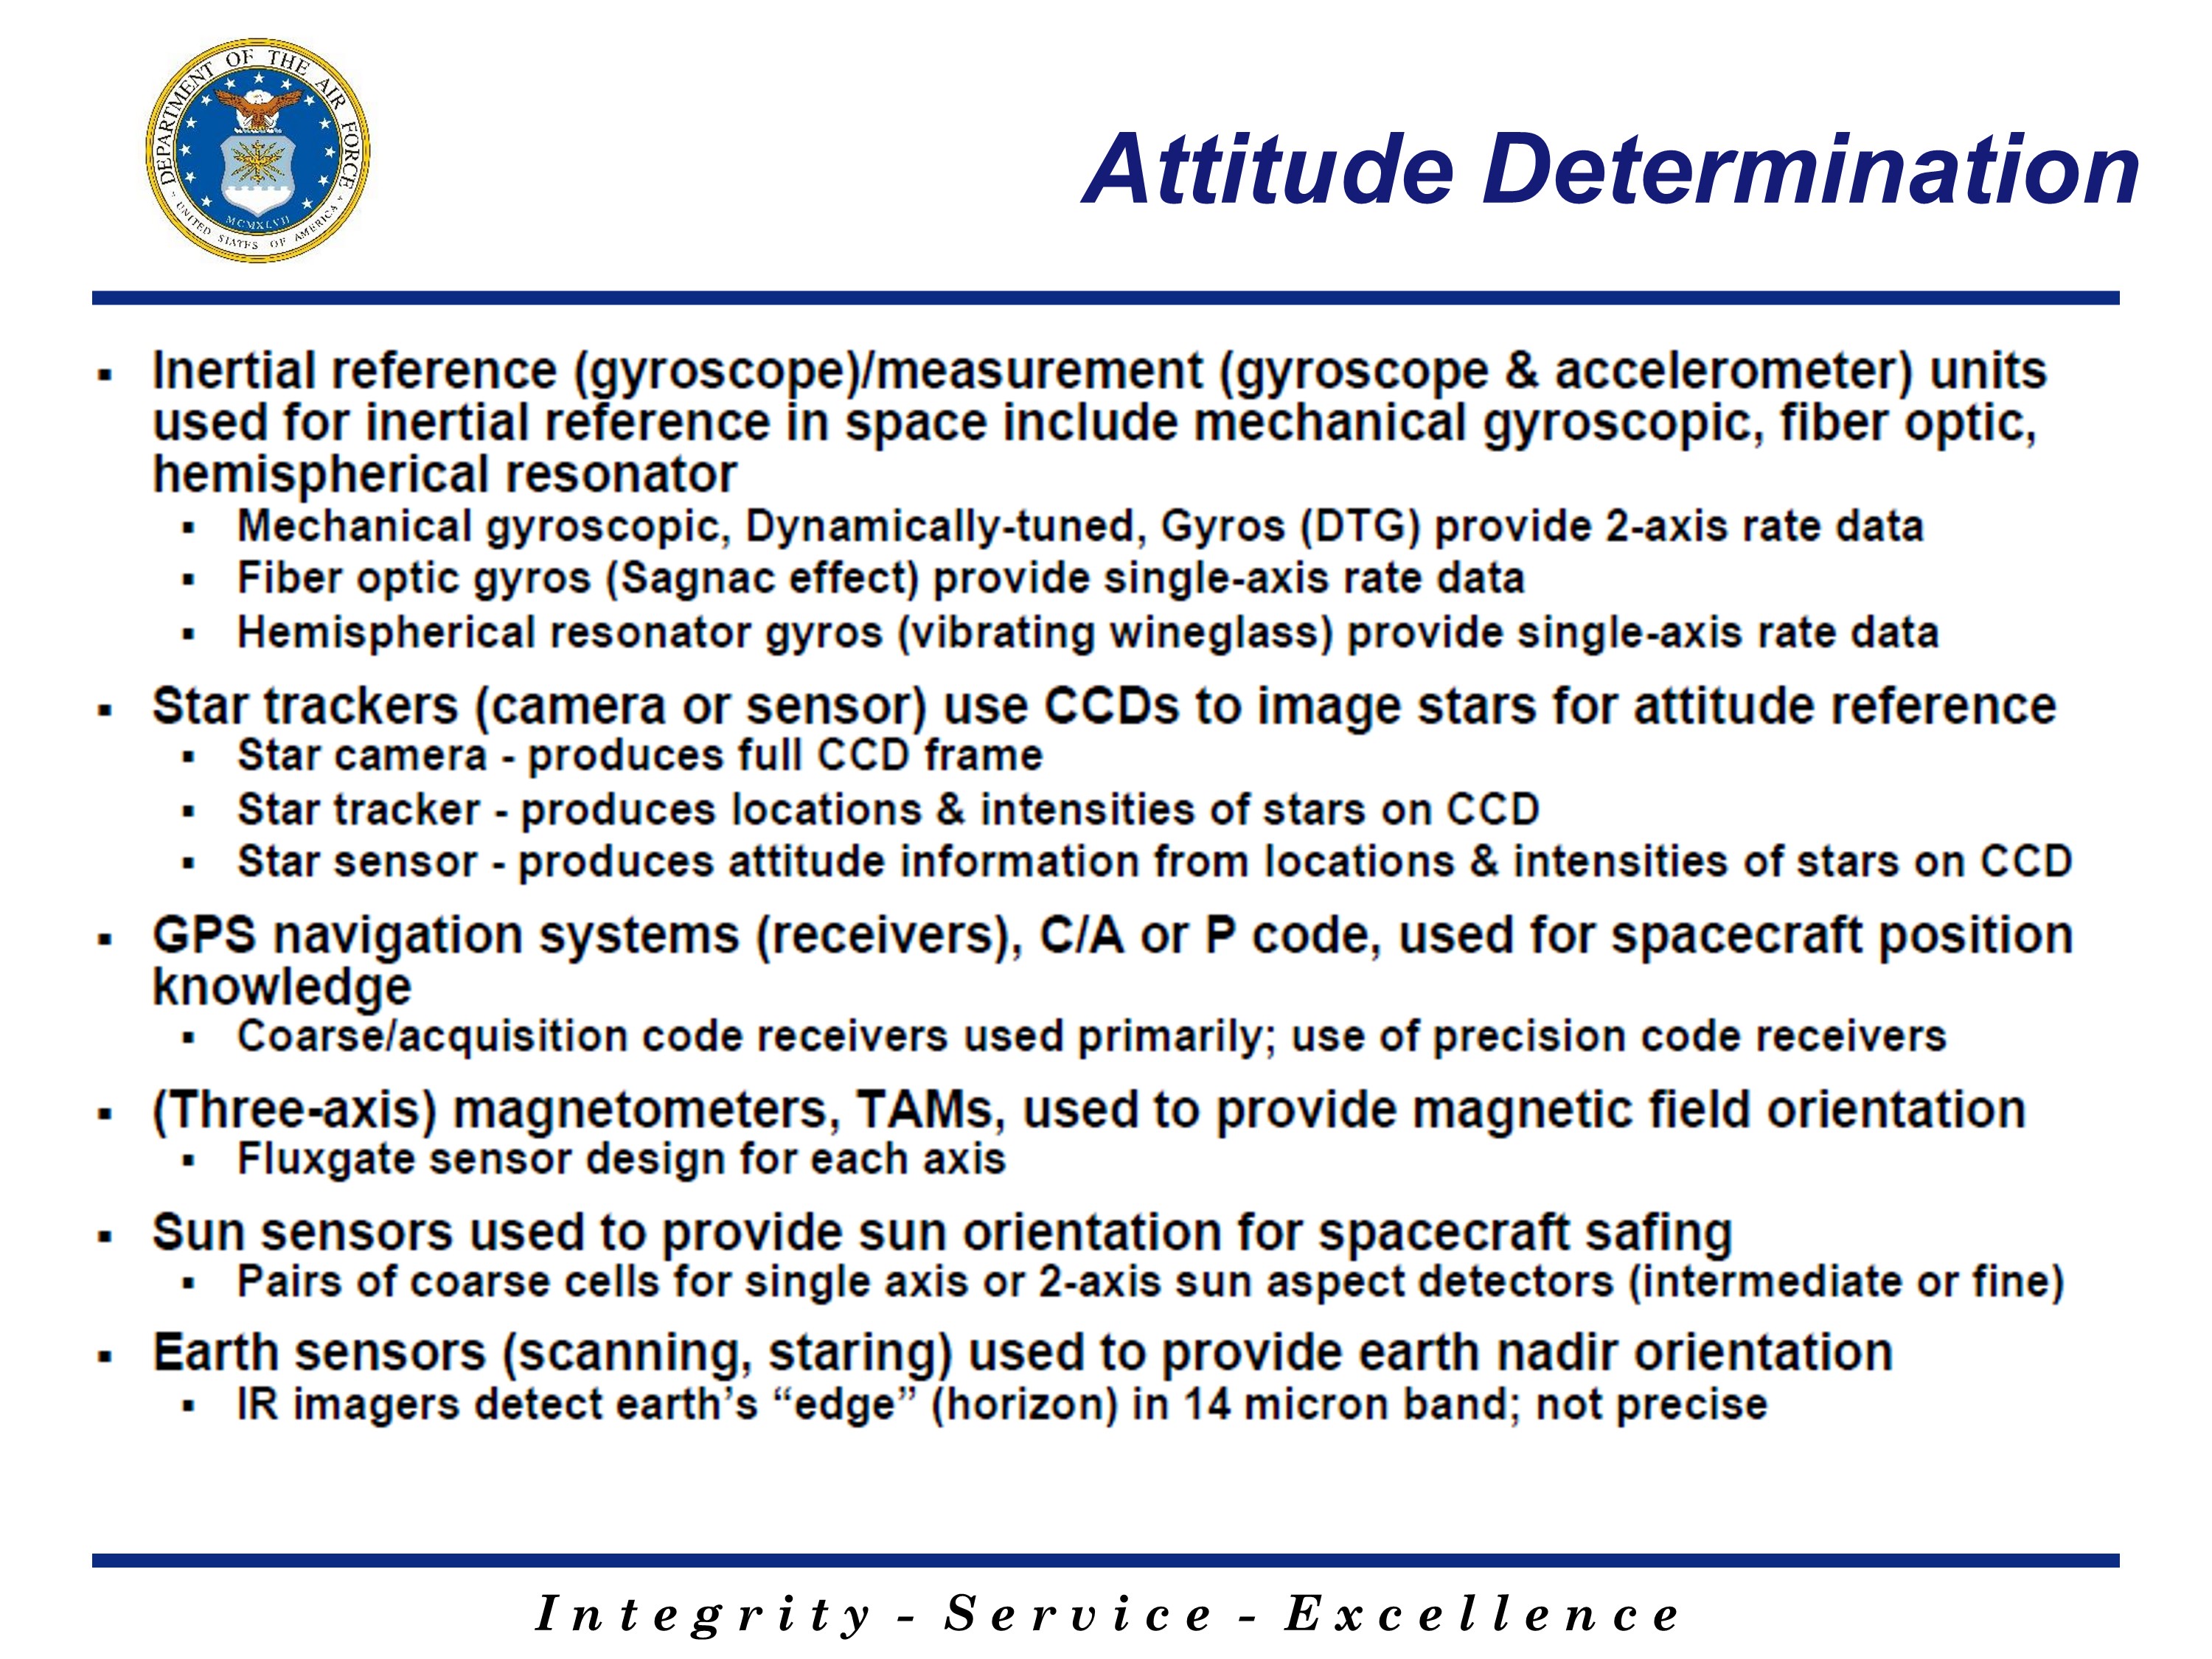 DEPARTMENT OF THE AIR FORCE
UNITED STATES OF AMERICA
MCMXLVII
Attitude Determination
▪ Inertial reference (gyroscope)/measurement (gyroscope & accelerometer) units
used for inertial reference in space include mechanical gyroscopic, fiber optic,
hemispherical resonator
▪ Mechanical gyroscopic, Dynamically-tuned, Gyros (DTG) provide 2-axis rate data
▪ Fiber optic gyros (Sagnac effect) provide single-axis rate data
▪ Hemispherical resonator gyros (vibrating wineglass) provide single-axis rate data
▪ Star trackers (camera or sensor) use CCDs to image stars for attitude reference
▪ Star camera - produces full CCD frame
▪ Star tracker - produces locations & intensities of stars on CCD
▪ Star sensor - produces attitude information from locations & intensities of stars on CCD
▪ GPS navigation systems (receivers), C/A or P code, used for spacecraft position
knowledge
▪ Coarse/acquisition code receivers used primarily; use of precision code receivers
▪ (Three-axis) magnetometers, TAMs, used to provide magnetic field orientation
▪ Fluxgate sensor design for each axis
▪ Sun sensors used to provide sun orientation for spacecraft safing
▪ Pairs of coarse cells for single axis or 2-axis sun aspect detectors (intermediate or fine)
▪ Earth sensors (scanning, staring) used to provide earth nadir orientation
▪ IR imagers detect earth's “edge” (horizon) in 14 micron band; not precise
Integrity - Service - Excellence